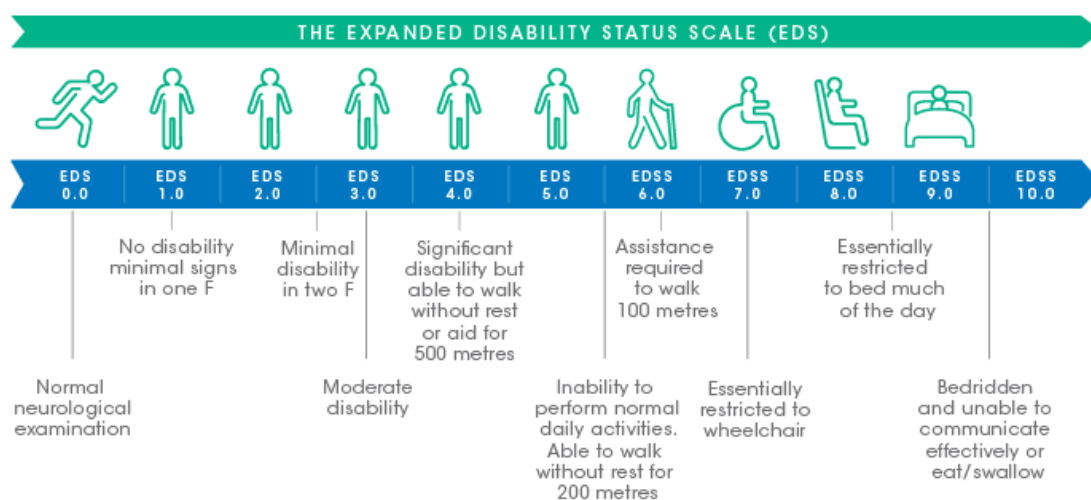 THE EXPANDED DISABILITY STATUS SCALE (EDS)
EDS
0.0
EDS
1.0
EDS
2.0
EDS
3.0
EDS
4.0
EDS
5.0
EDSS
6.0
EDSS
7.0
EDSS
8.0
EDSS
9.0
EDSS
10.0
No disability
minimal signs
in one F
Minimal
disability
in two F
Significant
disability but
able to walk
without rest
or aid for
500 metres
Assistance
required
to walk
100 metres
Essentially
restricted
to bed much
of the day
Normal
neurological
examination
Moderate
disability
Inability to
perform normal
daily activities.
Able to walk
without rest for
200 metres
Essentially
restricted to
wheelchair
Bedridden
and unable to
communicate
effectively or
eat/swallow